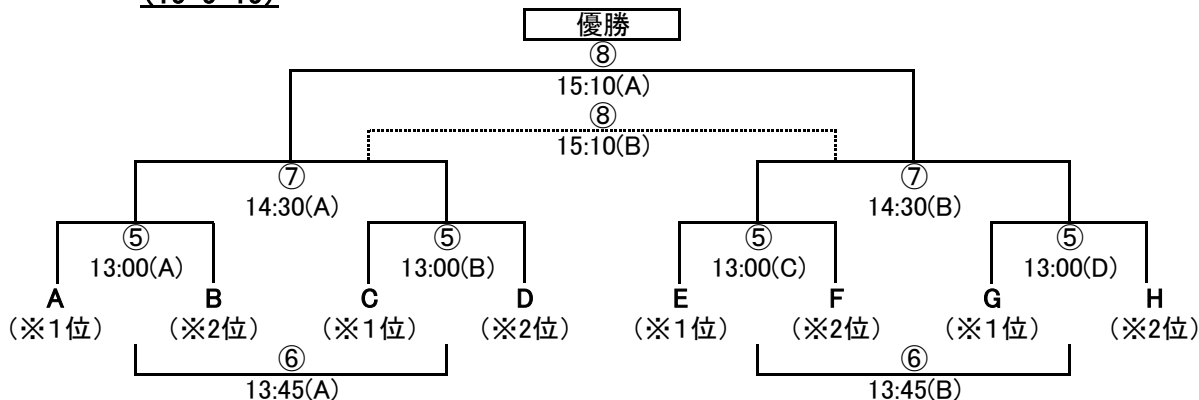 優勝
⑧
15:10(A)
⑧
15:10(B)
⑦ ⑦
14:30(A) 14:30(B)
⑤ ⑤ ⑤ ⑤
13:00(A) 13:00(B) 13:00(C) 13:00(D)
A B C D E F G H
(※1位) (※2位) (※1位) (※2位) (※1位) (※2位) (※1位) (※2位)
⑥ ⑥
13:45(A) 13:45(B)